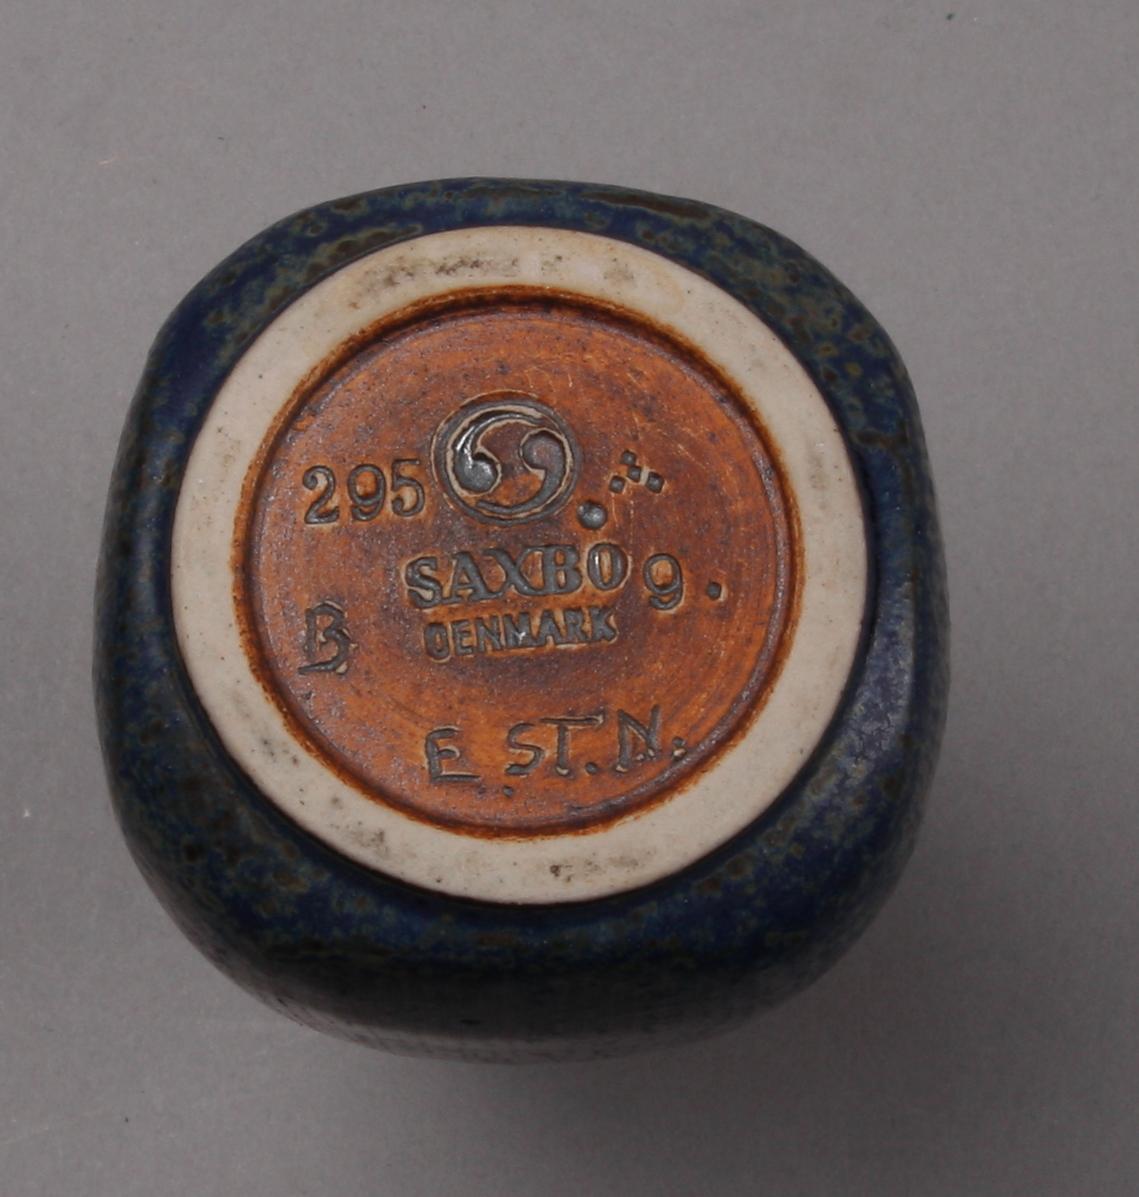 295
SAXBO 9.
DENMARK
B
E. ST. N.